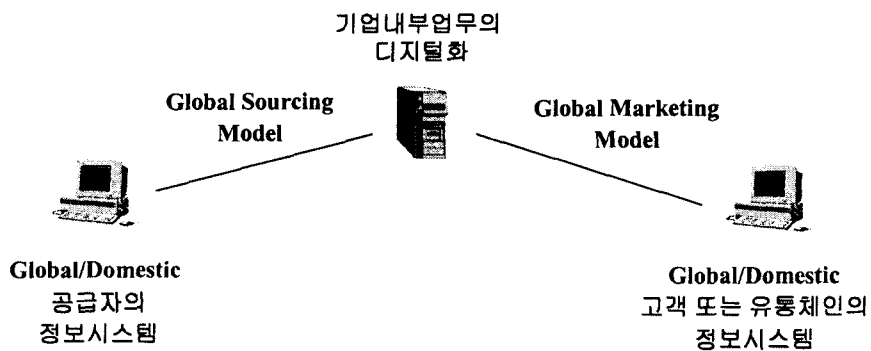 기업내부업무의
디지털화
Global Sourcing
Model
Global Marketing
Model
Global/Domestic
공급자의
정보시스템
Global/Domestic
고객 또는 유통체인의
정보시스템